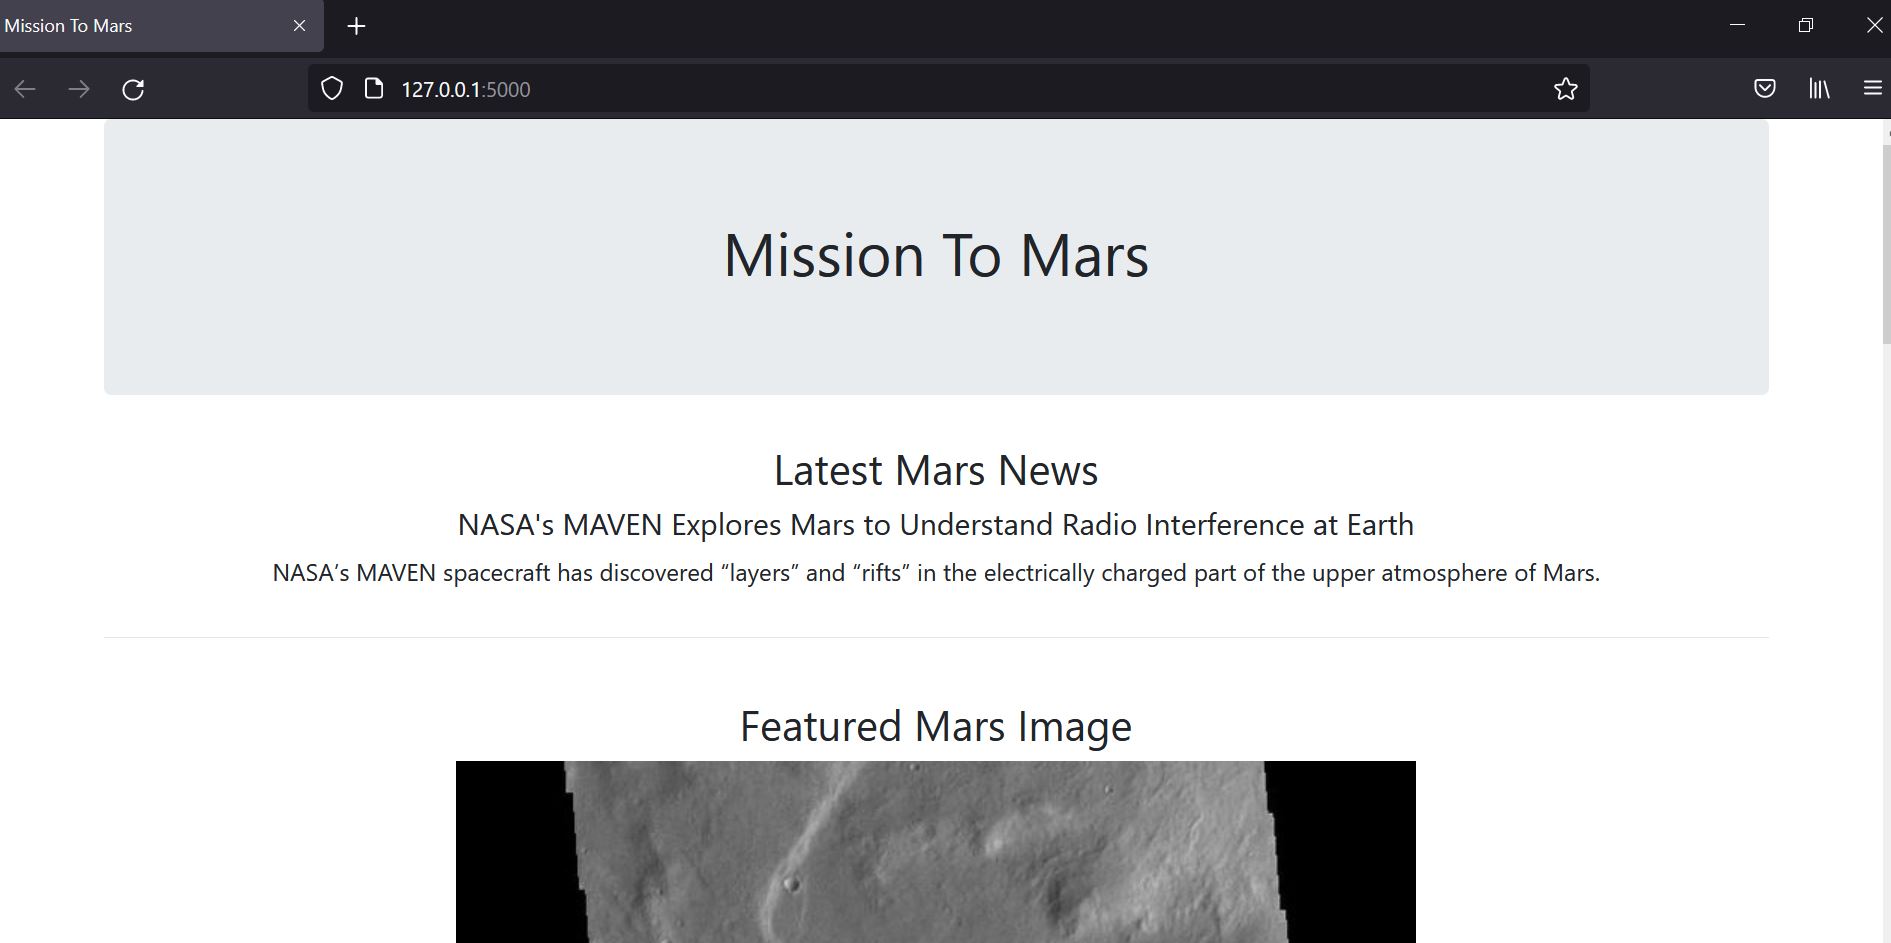 Mission To Mars
127.0.0.1:5000
Mission To Mars
Latest Mars News
NASA's MAVEN Explores Mars to Understand Radio Interference at Earth
NASA’s MAVEN spacecraft has discovered “layers” and “rifts” in the electrically charged part of the upper atmosphere of Mars.
Featured Mars Image